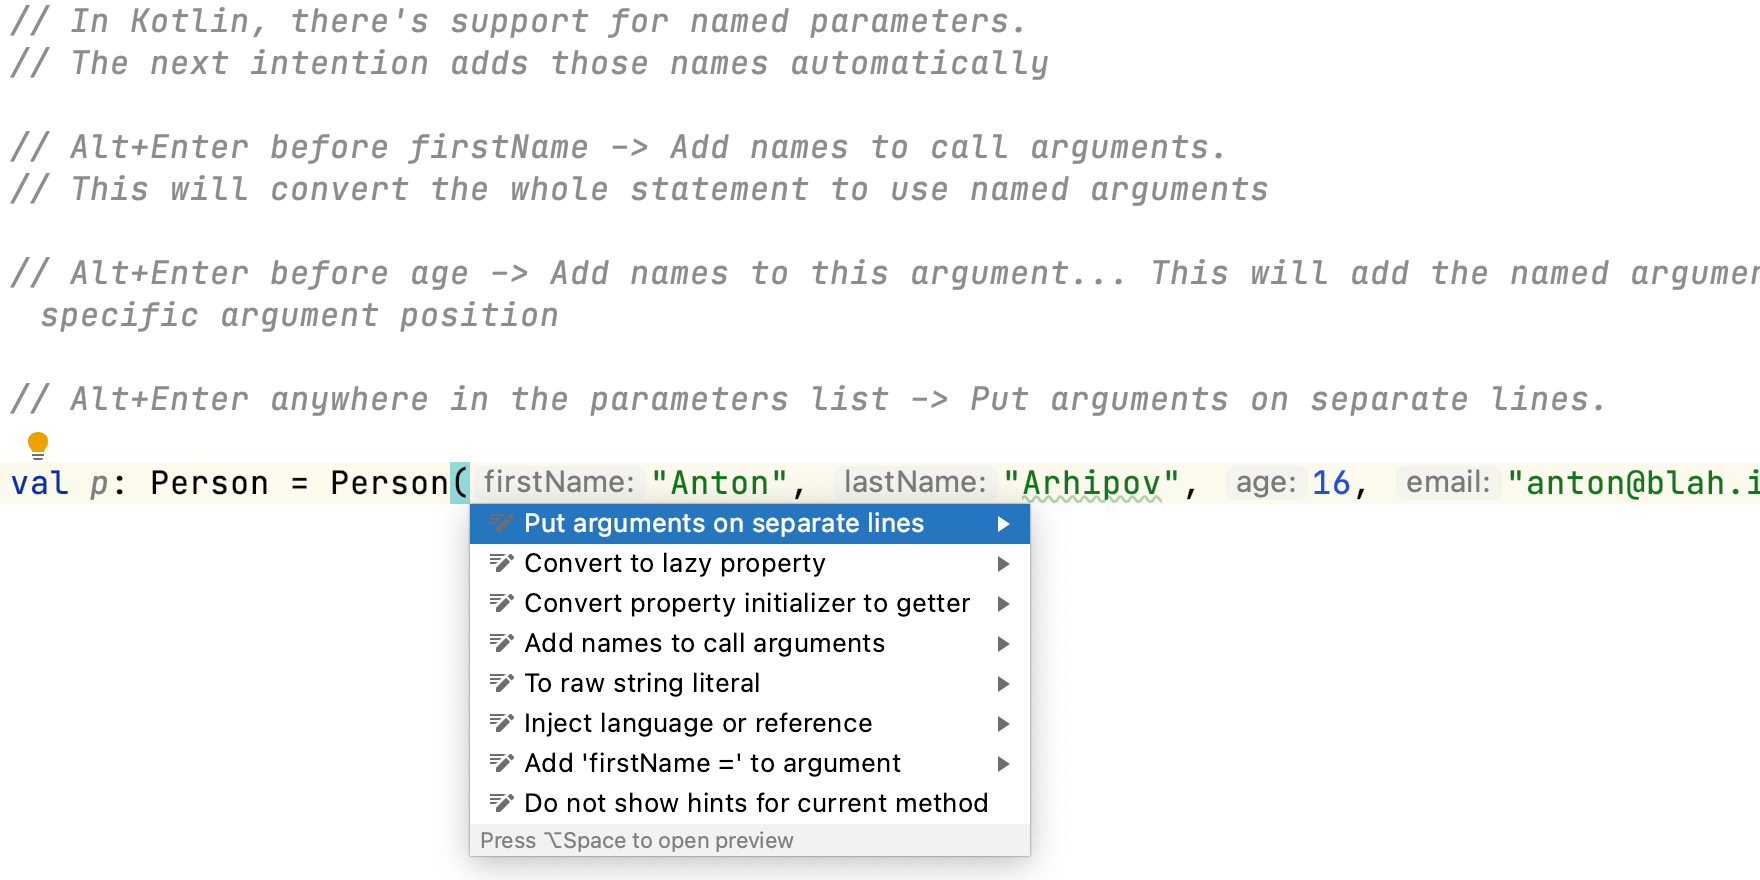 // In Kotlin, there's support for named parameters.
// The next intention adds those names automatically
// Alt+Enter before firstName -> Add names to call arguments.
// This will convert the whole statement to use named arguments
// Alt+Enter before age -> Add names to this argument... This will add the named
specific argument position
// Alt+Enter anywhere in the parameters list -> Put arguments on separate lines.
val p: Person = Person( firstName: "Anton", lastName: "Arhipov", age: 16, email: "anton@blah.i
Put arguments on separate lines
Convert to lazy property
Convert property initializer to getter
Add names to call arguments
To raw string literal
Inject language or reference
Add 'firstName =' to argument
Do not show hints for current method
Press ⌥Space to open preview